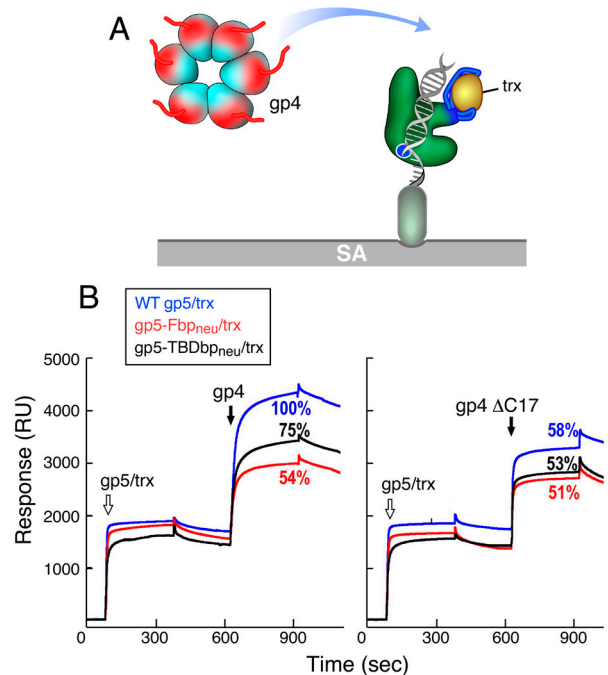 A
gp4
trx
SA
B
WT gp5/trx
gp5-Fbpneu/trx
gp5-TBDbpneu/trx
Response (RU)
5000
4000
3000
2000
1000
gp5/trx
gp4
100%
75%
54%
gp5/trx
gp4 ΔC17
58%
53%
51%
0 300 600 900
0 300 600 900
Time (sec)